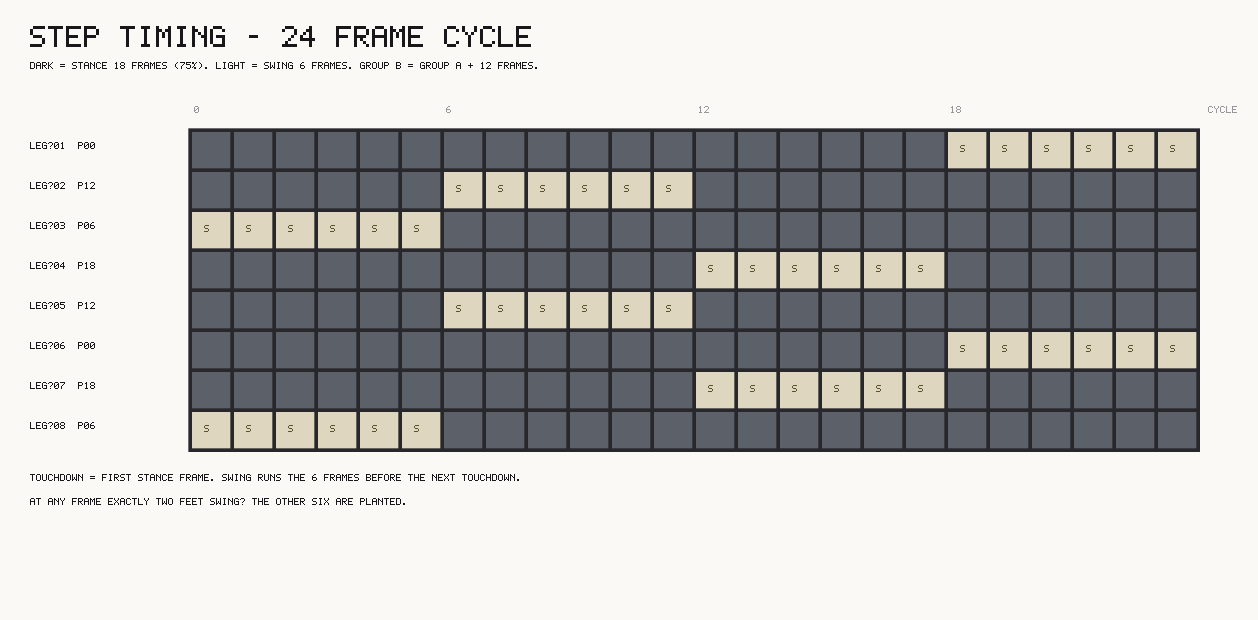 STEP TIMING - 24 FRAME CYCLE
DARK = STANCE 18 FRAMES (75%). LIGHT = SWING 6 FRAMES. GROUP B = GROUP A + 12 FRAMES.
0 6 12 18 CYCLE
LEG?01 P00 S S S S S S
LEG?02 P12 S S S S S S
LEG?03 P06 S S S S S S
LEG?04 P18 S S S S S S
LEG?05 P12 S S S S S S
LEG?06 P00 S S S S S S
LEG?07 P18 S S S S S S
LEG?08 P06 S S S S S S
TOUCHDOWN = FIRST STANCE FRAME. SWING RUNS THE 6 FRAMES BEFORE THE NEXT TOUCHDOWN.
AT ANY FRAME EXACTLY TWO FEET SWING? THE OTHER SIX ARE PLANTED.